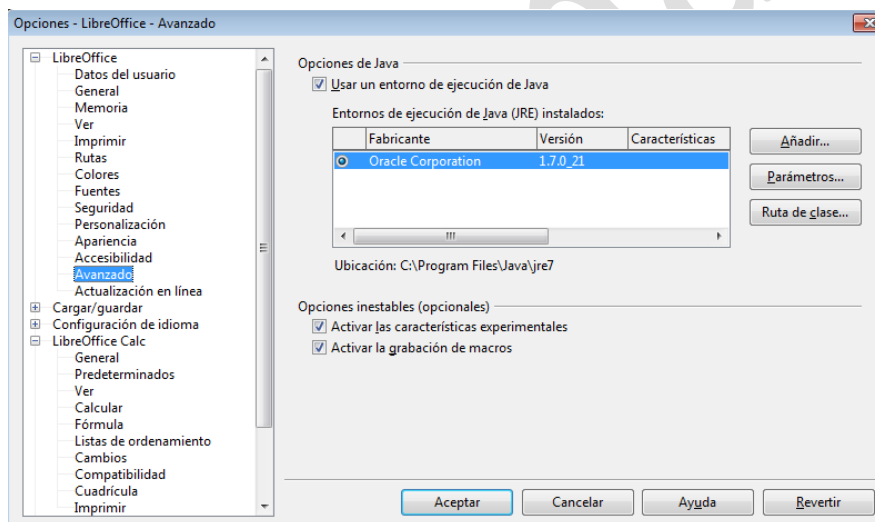 Opciones - LibreOffice - Avanzado
LibreOffice
Datos del usuario
General
Memoria
Ver
Imprimir
Rutas
Colores
Fuentes
Seguridad
Personalización
Apariencia
Accesibilidad
Avanzado
Actualización en línea
Cargar/guardar
Configuración de idioma
LibreOffice Calc
General
Predeterminados
Ver
Calcular
Fórmula
Listas de ordenamiento
Cambios
Compatibilidad
Cuadrícula
Imprimir
Opciones de Java
Usar un entorno de ejecución de Java
Entornos de ejecución de Java (JRE) instalados:
Fabricante Versión Características
Oracle Corporation 1.7.0_21
Añadir...
Parámetros...
Ruta de clase...
Ubicación: C:\Program Files\Java\jre7
Opciones inestables (opcionales)
Activar las características experimentales
Activar la grabación de macros
Aceptar Cancelar Ayuda Revertir